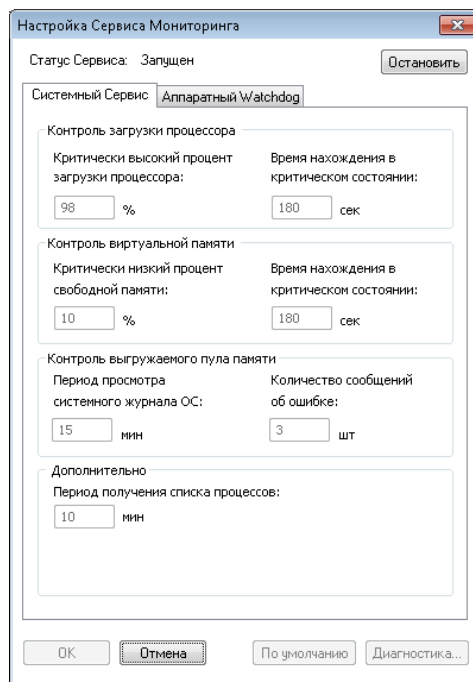 Настройка Сервиса Мониторинга
Статус Сервиса: Запущен
Остановить
Системный Сервис
Аппаратный Watchdog
Контроль загрузки процессора
Критически высокий процент
загрузки процессора:
98 %
Время нахождения в
критическом состоянии:
180 сек
Контроль виртуальной памяти
Критически низкий процент
свободной памяти:
10 %
Время нахождения в
критическом состоянии:
180 сек
Контроль выгружаемого пула памяти
Период просмотра
системного журнала ОС:
15 мин
Количество сообщений
об ошибке:
3 шт
Дополнительно
Период получения списка процессов:
10 мин
OK
Отмена
По умолчанию
Диагностика...